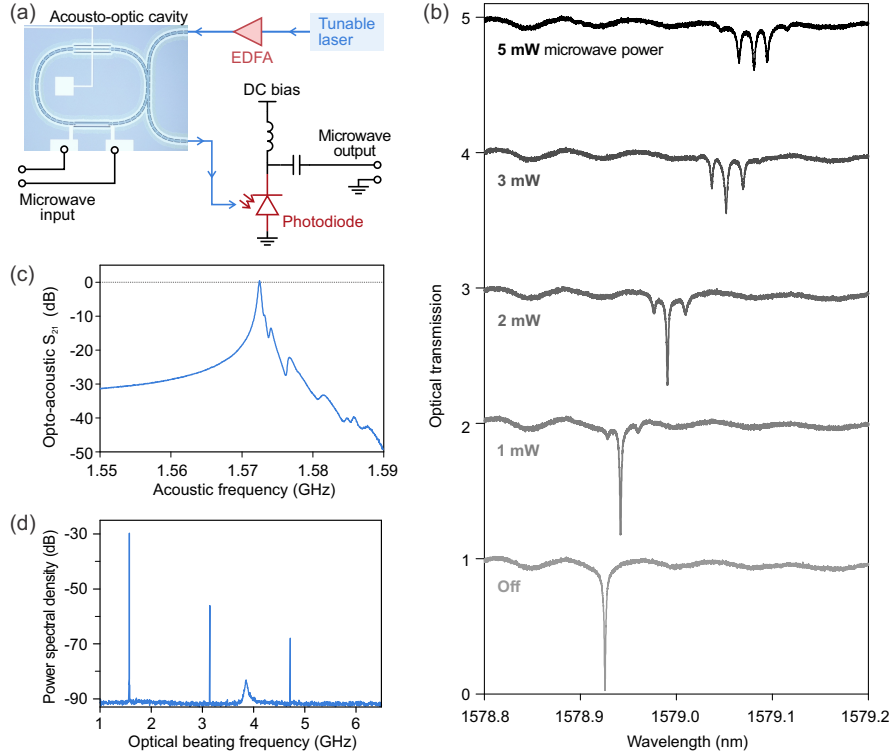 (a)
Acousto-optic cavity
EDFA
Tunable
laser
DC bias
Microwave
output
Microwave
input
Photodiode
(b)
5
4
3
2
1
0
Optical transmission
5 mW microwave power
3 mW
2 mW
1 mW
Off
1578.8
1578.9
1579.0
1579.1
1579.2
Wavelength (nm)
(c)
Opto-acoustic S21 (dB)
0
-10
-20
-30
-40
-50
1.55
1.56
1.57
1.58
1.59
Acoustic frequency (GHz)
(d)
Power spectral density (dB)
-30
-50
-70
-90
1
2
3
4
5
6
Optical beating frequency (GHz)